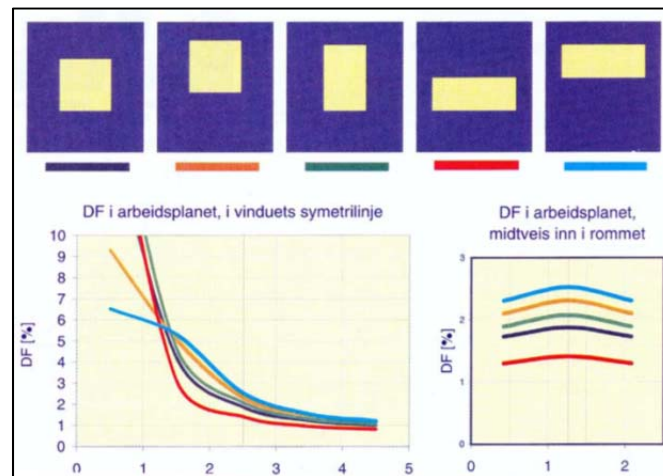 DF i arbeidsplanet, i vinduets symetrilinje
10
9
8
7
6
5
4
3
2
1
0
DF [%]
0 1 2 3 4 5
DF i arbeidsplanet,
midtveis inn i rommet
3
2
1
0
DF [%]
0 1 2